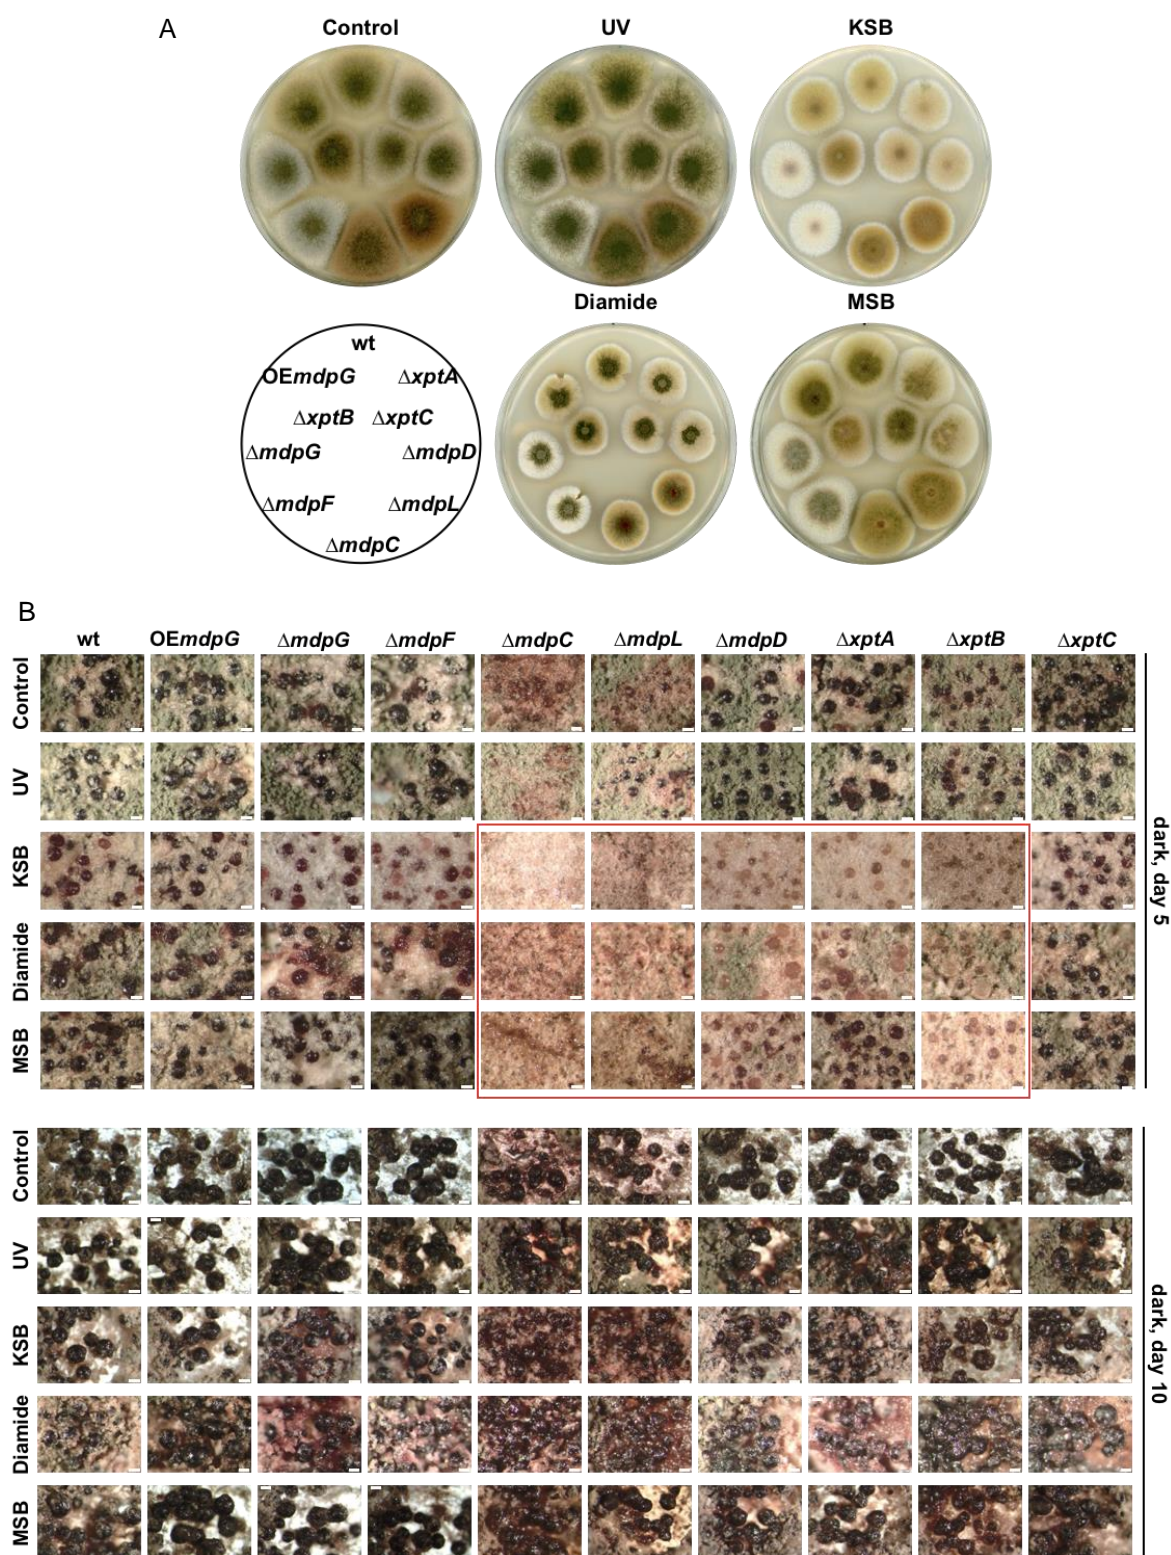 A
Control UV KSB
Diamide MSB
wt
OEmdpG ΔxptA
ΔxptB ΔxptC
ΔmdpG ΔmdpD
ΔmdpF ΔmdpL
ΔmdpC
B
wt OEmdpG ΔmdpG ΔmdpF ΔmdpC ΔmdpL ΔmdpD ΔxptA ΔxptB ΔxptC
Control
UV
KSB
Diamide
MSB
dark, day 5
Control
UV
KSB
Diamide
MSB
dark, day 10